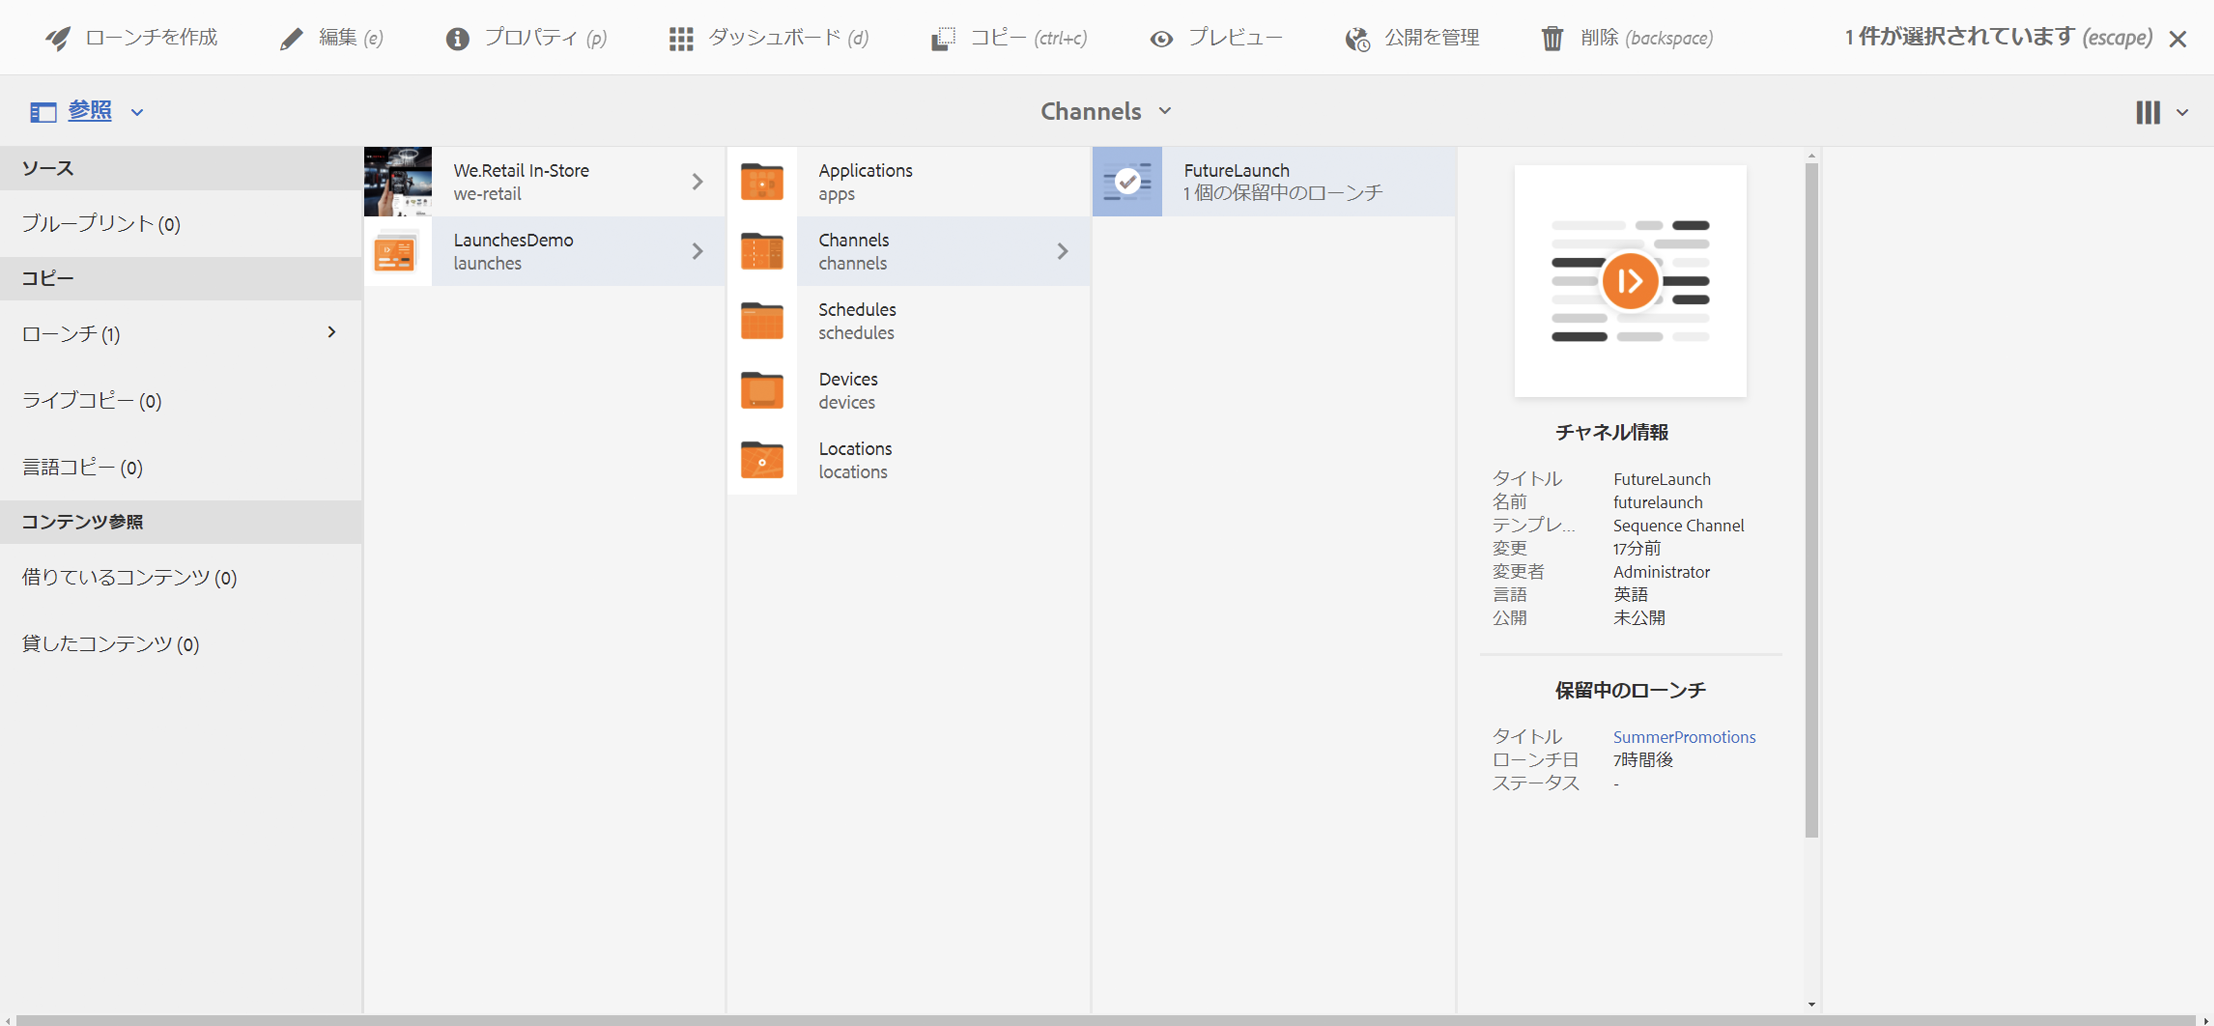 ローンチを作成
編集 (e)
プロパティ (p)
ダッシュボード (d)
コピー (ctrl+c)
プレビュー
公開を管理
削除 (backspace)
1 件が選択されています (escape)
参照
Channels
ソース
ブループリント (0)
コピー
ローンチ (1)
ライブコピー (0)
言語コピー (0)
コンテンツ参照
借りているコンテンツ (0)
貸したコンテンツ (0)
We.Retail In-Store
we-retail
LaunchesDemo
launches
Applications
apps
Channels
channels
Schedules
schedules
Devices
devices
Locations
locations
FutureLaunch
1 個の保留中のローンチ
チャネル情報
タイトル FutureLaunch
名前 futurelaunch
テンプレ... Sequence Channel
変更 17分前
変更者 Administrator
言語 英語
公開 未公開
保留中のローンチ
タイトル SummerPromotions
ローンチ日 7時間後
ステータス -